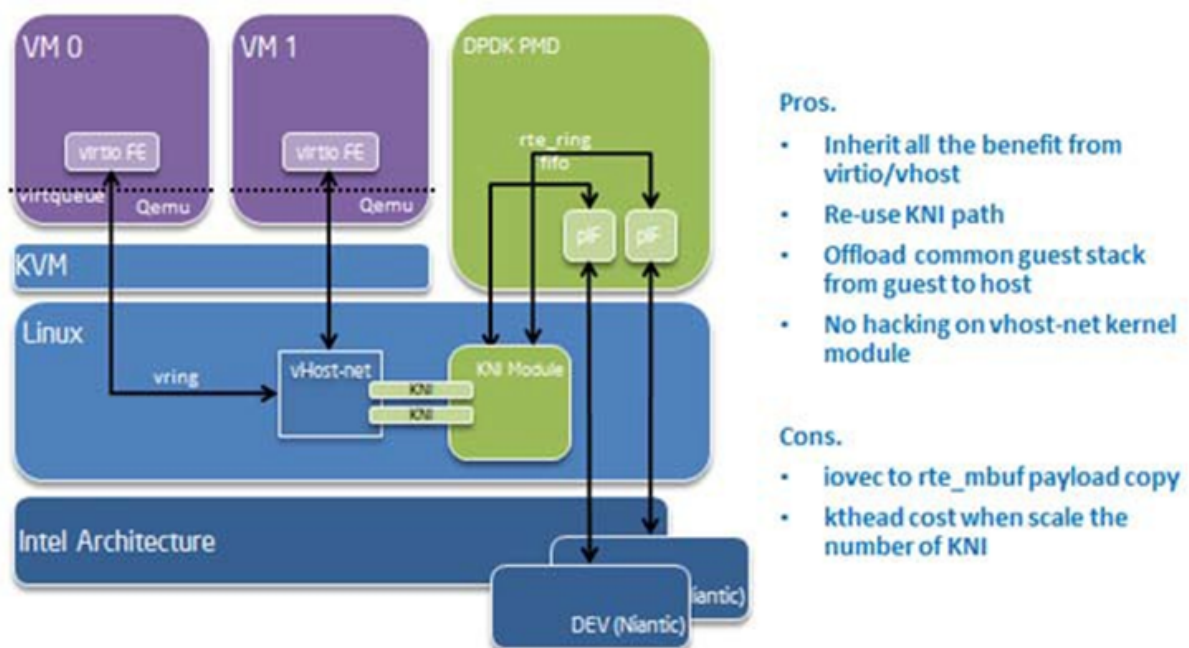 VM 0
VM 1
DPDK PMD
virtio FE
virtio FE
rte_ring
fifo
virtqueue
Qemu
Qemu
pIF
pIF
KVM
Linux
vHost-net
KNI Module
vring
KNI
KNI
Intel Architecture
iantic)
DEV (Niantic)
Pros.
• Inherit all the benefit from
virtio/vhost
• Re-use KNI path
• Offload common guest stack
from guest to host
• No hacking on vhost-net kernel
module
Cons.
• iovec to rte_mbuf payload copy
• kthead cost when scale the
number of KNI